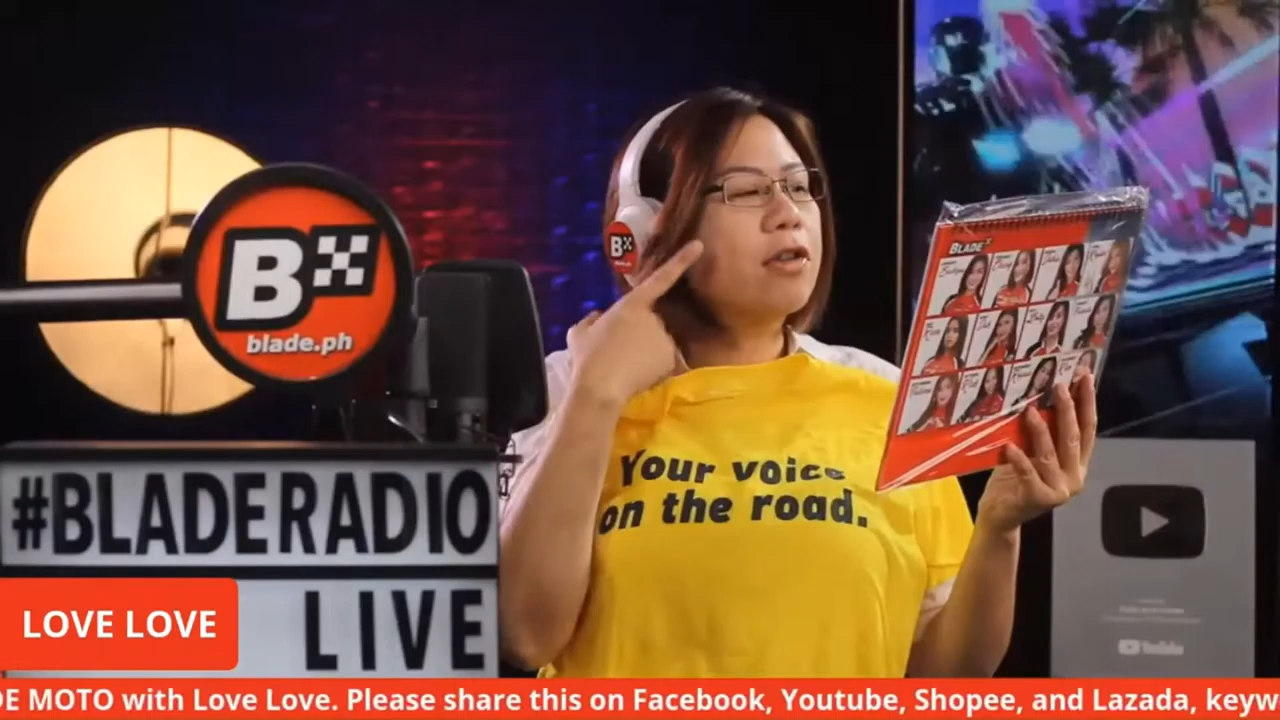 B
blade.ph
B
BLADE
Your voice
on the road.
#BLADERADIO
LIVE
LOVE LOVE
YouTube
DE MOTO with Love Love. Please share this on Facebook, Youtube, Shopee, and Lazada, keyw